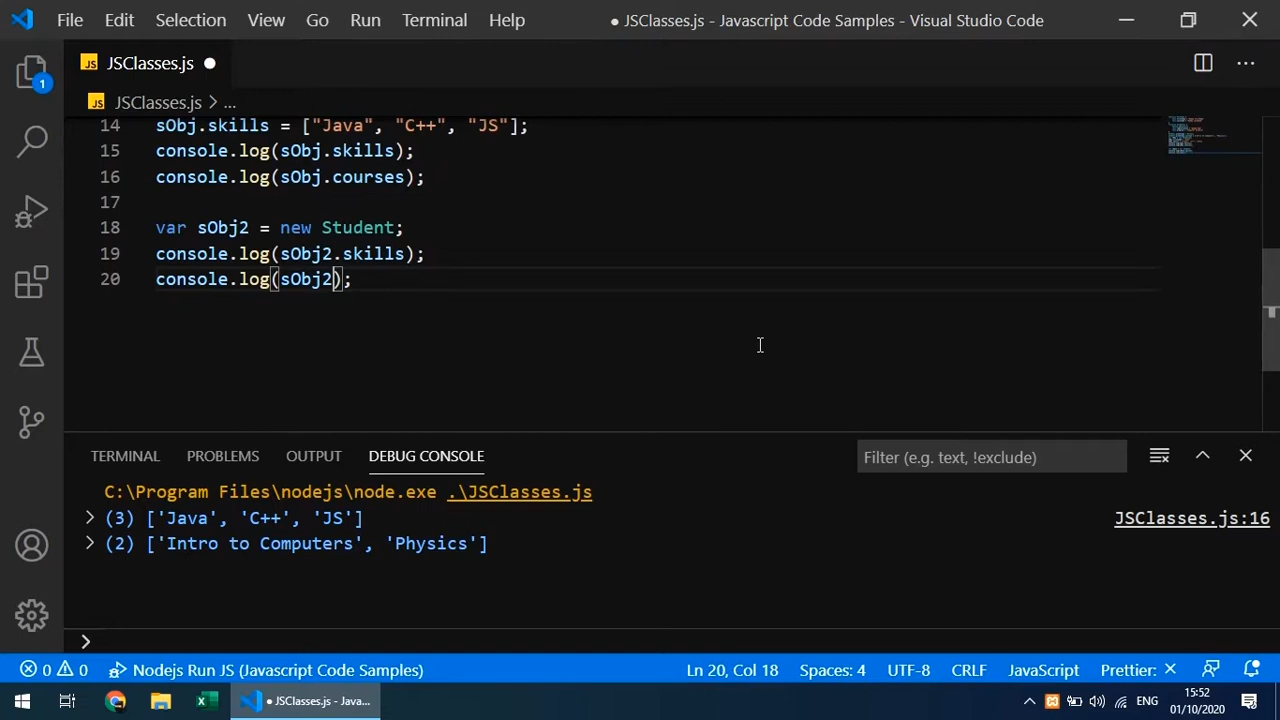 File Edit Selection View Go Run Terminal Help ● JSClasses.js - Javascript Code Samples - Visual Studio Code
1 JS JSClasses.js ●
JS JSClasses.js > ...
14 sObj.skills = ["Java", "C++", "JS"];
15 console.log(sObj.skills);
16 console.log(sObj.courses);
17
18 var sObj2 = new Student;
19 console.log(sObj2.skills);
20 console.log(sObj2);
TERMINAL PROBLEMS OUTPUT DEBUG CONSOLE Filter (e.g. text, !exclude)
C:\Program Files\nodejs\node.exe .\JSClasses.js
> (3) ['Java', 'C++', 'JS'] JSClasses.js:16
> (2) ['Intro to Computers', 'Physics']
>
0 0 Nodejs Run JS (Javascript Code Samples) Ln 20, Col 18 Spaces: 4 UTF-8 CRLF JavaScript Prettier: ×
● JSClasses.js - Java... ENG 15:52
01/10/2020